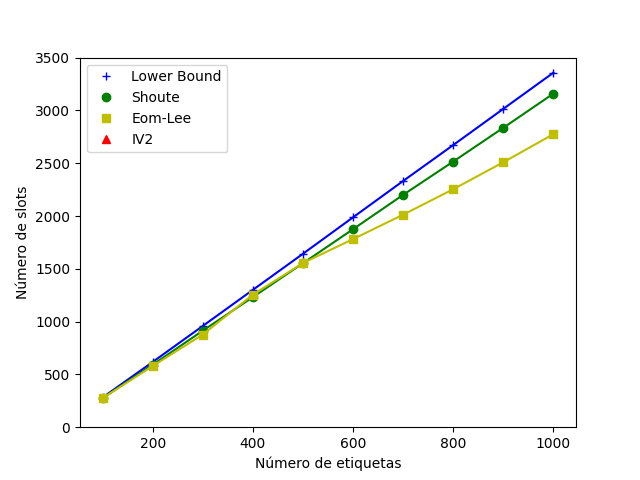 3500
3000
2500
2000
1500
1000
500
0
Número de slots
Lower Bound
Shoute
Eom-Lee
IV2
200
400
600
800
1000
Número de etiquetas